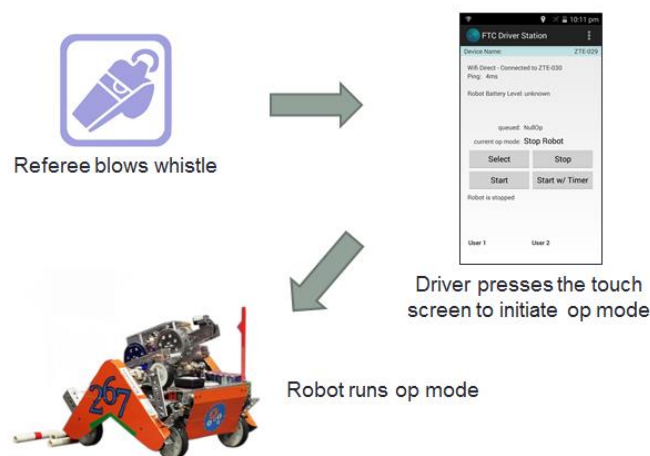 10:11 pm
FTC Driver Station
Device Name: ZTE-029
Wifi Direct - Connected to ZTE-030
Ping: 4ms
Robot Battery Level: unknown
queued: NullOp
current op mode: Stop Robot
Select Stop
Start Start w/ Timer
Robot is stopped
User 1 User 2
Referee blows whistle
Driver presses the touch
screen to initiate op mode
Robot runs op mode
267